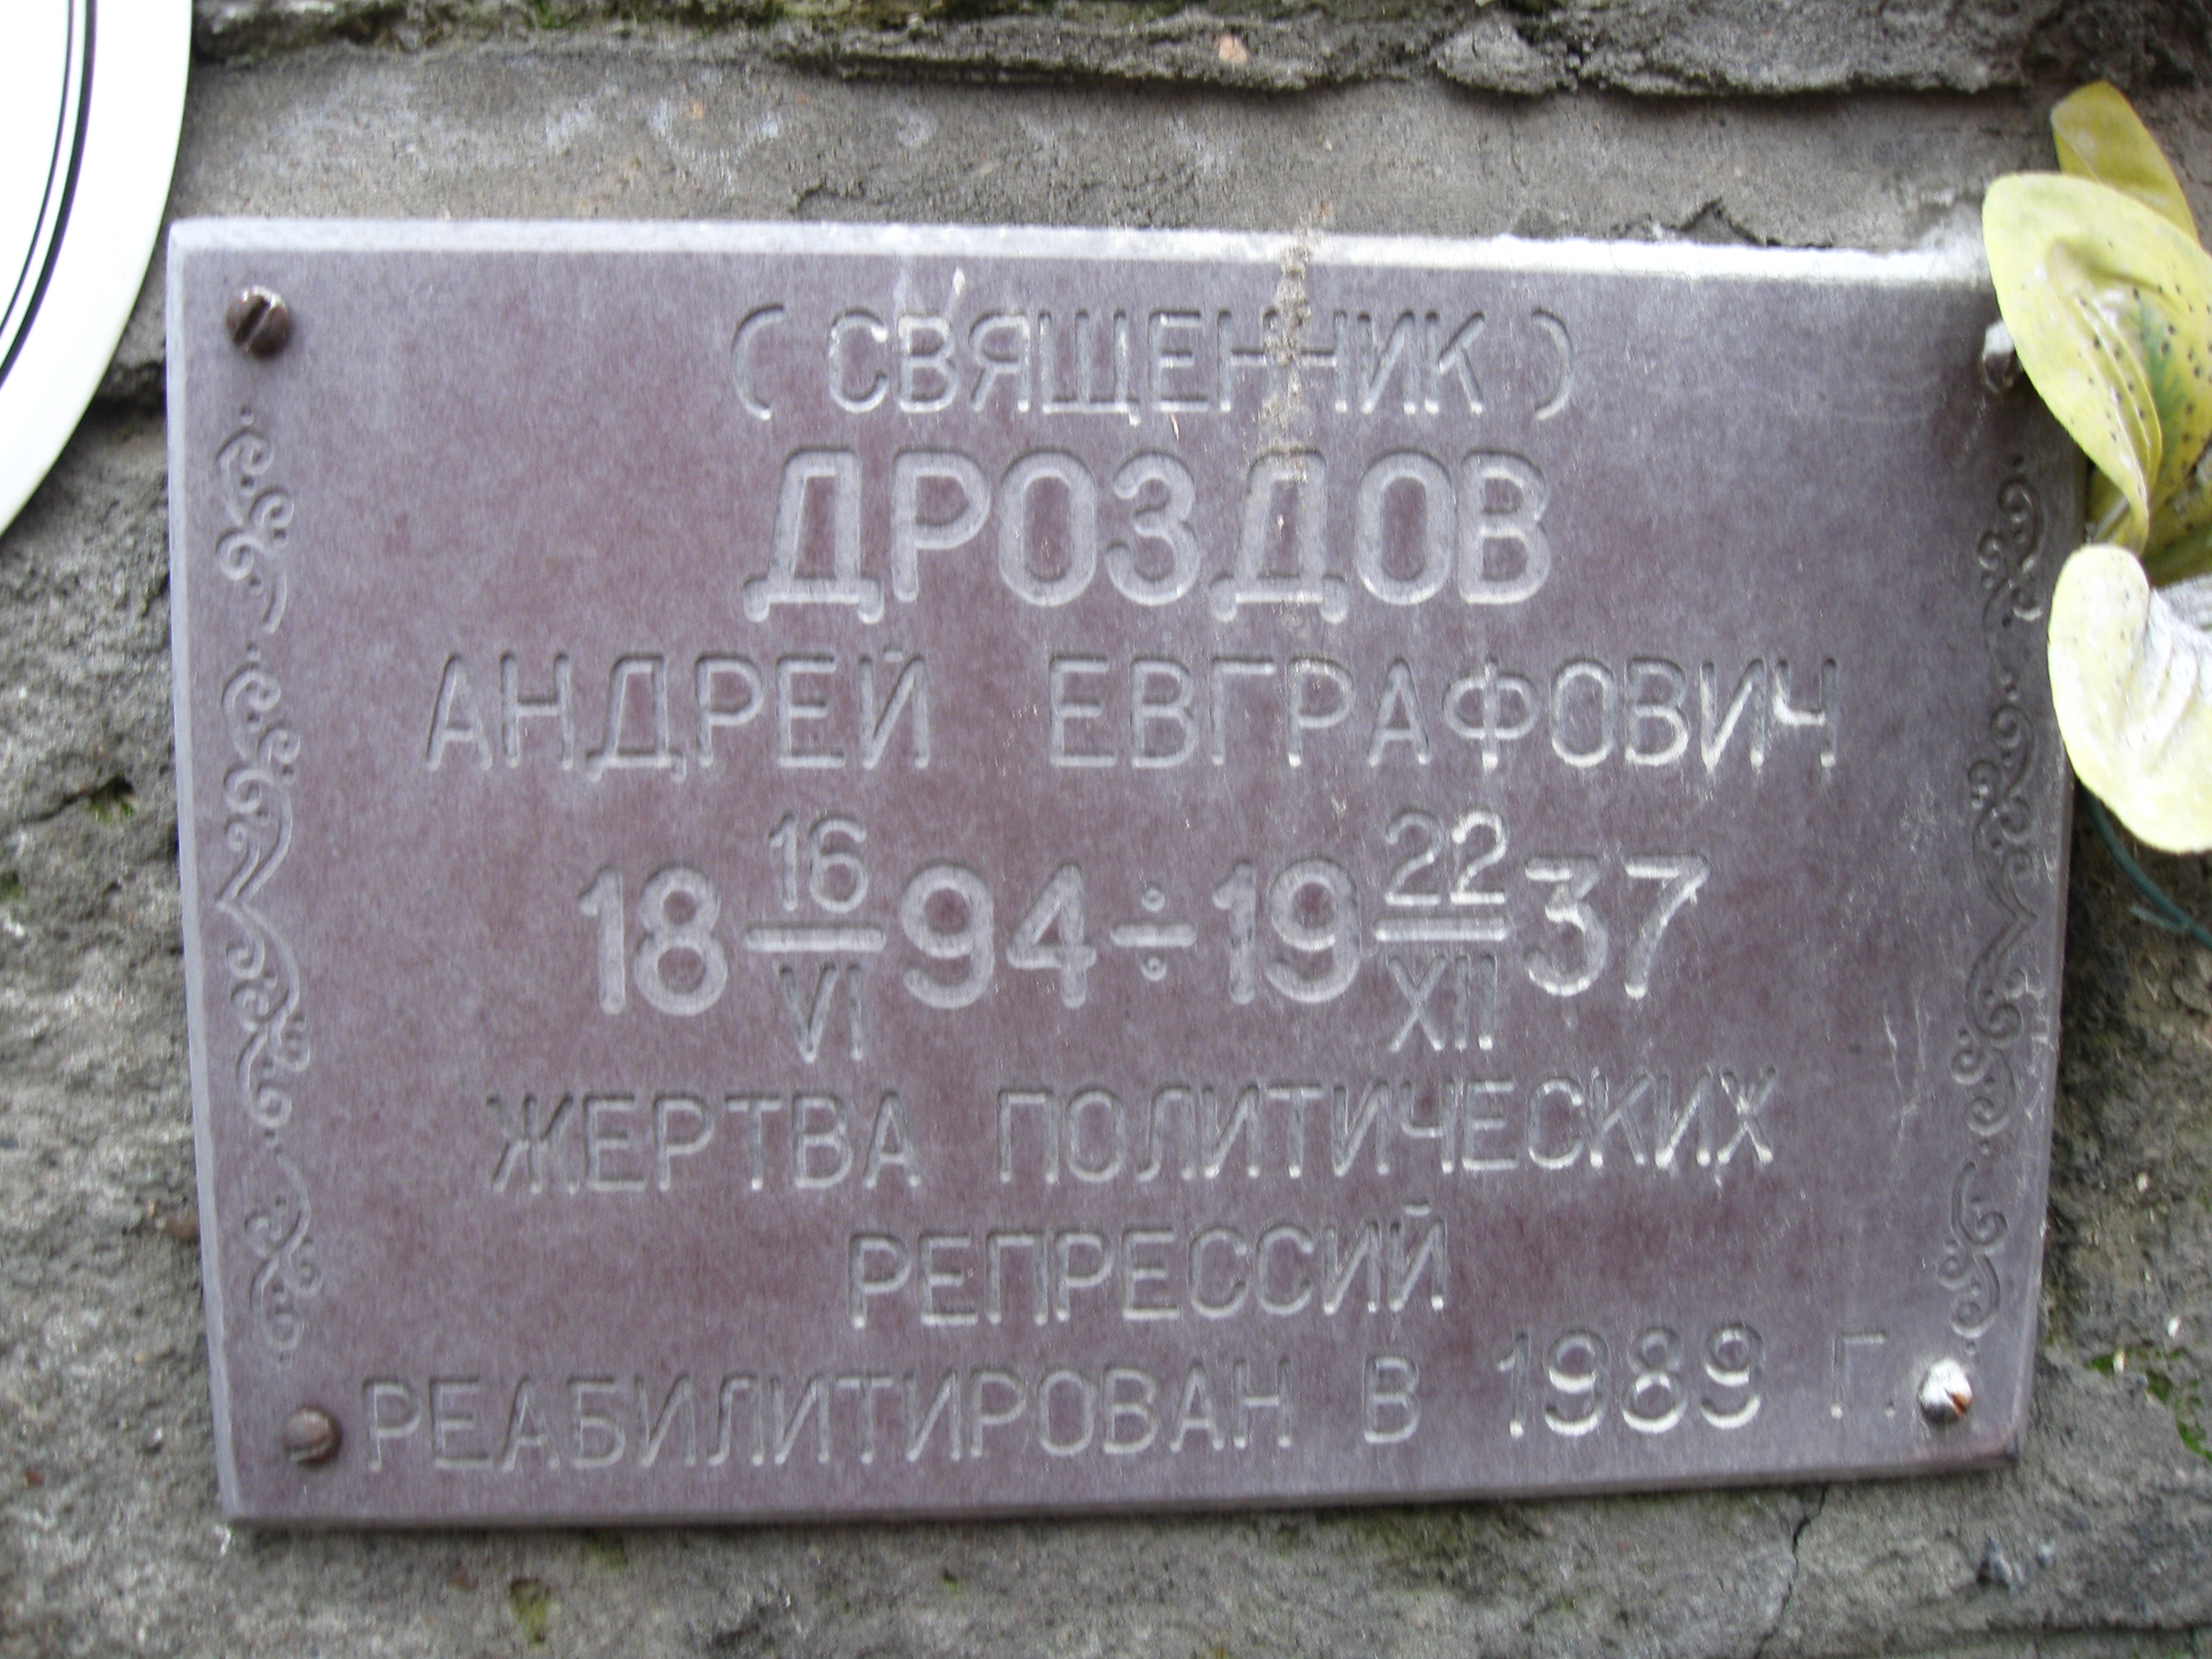 ( СВЯЩЕННИК )
ДРОЗДОВ
АНДРЕЙ ЕВГРАФОВИЧ
18 16/VI 94 ÷ 19 22/XII 37
ЖЕРТВА ПОЛИТИЧЕСКИХ
РЕПРЕССИЙ
РЕАБИЛИТИРОВАН В 1989 Г.